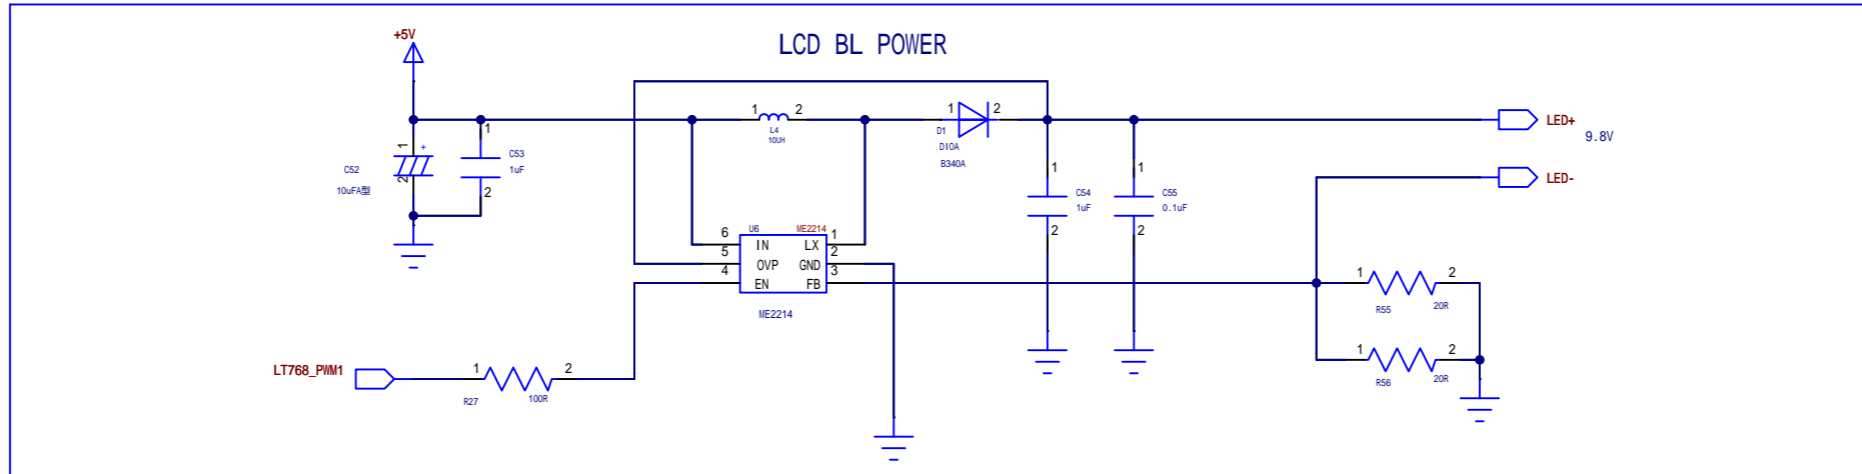 LCD BL POWER
+5V
1
2
L4
10UH
1
2
D1
DIOA
B340A
LED+
9.8V
LED-
1
2
+
C52
10uFA型
1
2
C53
1uF
1
2
C54
1uF
1
2
C55
0.1uF
U6
ME2214
6
5
4
IN
OVP
EN
LX
GND
FB
1
2
3
ME2214
1
2
R55
20R
1
2
R56
20R
LT768_PWM1
1
2
R27
100R